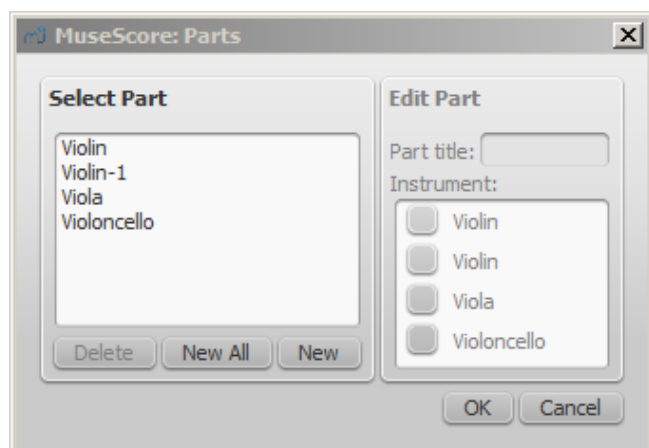 MuseScore: Parts
Select Part
Violin
Violin-1
Viola
Violoncello
Delete
New All
New
Edit Part
Part title:
Instrument:
Violin
Violin
Viola
Violoncello
OK
Cancel